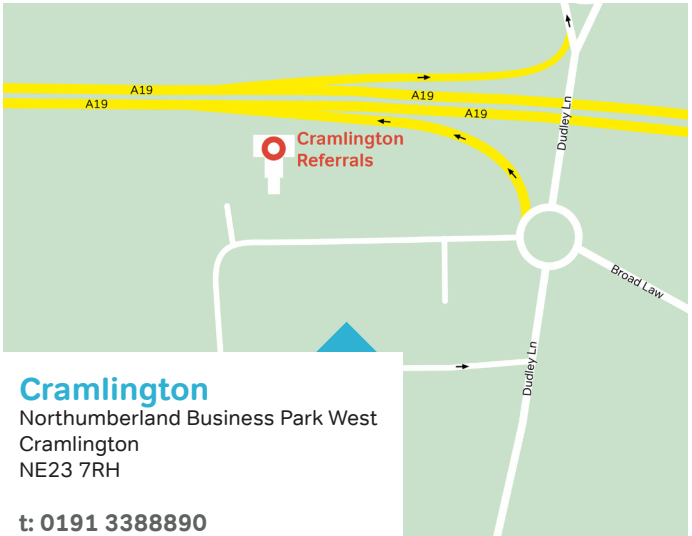 A19
A19
A19
A19
Dudley Ln
Cramlington
Referrals
Broad Law
Dudley Ln
Cramlington
Northumberland Business Park West
Cramlington
NE23 7RH
t: 0191 3388890